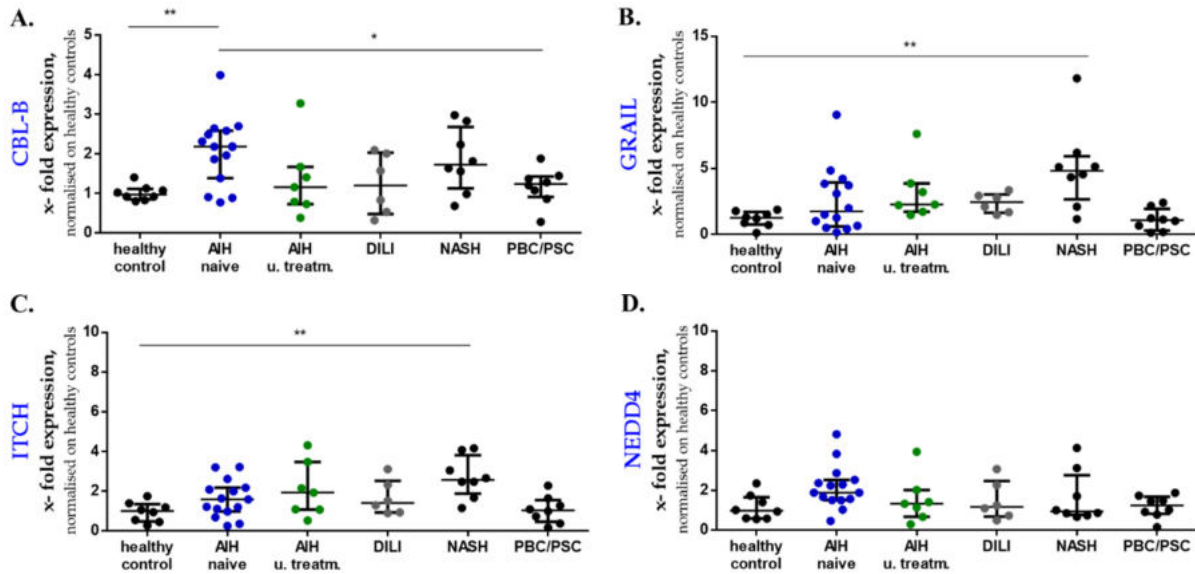 A.
CBL-B
x- fold expression,
normalised on healthy controls
5
4
3
2
1
0
**
*
healthy control
AIH naive
AIH u. treatm.
DILI
NASH
PBC/PSC
B.
GRAIL
x- fold expression,
normalised on healthy controls
15
10
5
0
**
healthy control
AIH naive
AIH u. treatm.
DILI
NASH
PBC/PSC
C.
ITCH
x- fold expression,
normalised on healthy controls
10
8
6
4
2
0
**
healthy control
AIH naive
AIH u. treatm.
DILI
NASH
PBC/PSC
D.
NEDD4
x- fold expression,
normalised on healthy controls
10
8
6
4
2
0
healthy control
AIH naive
AIH u. treatm.
DILI
NASH
PBC/PSC